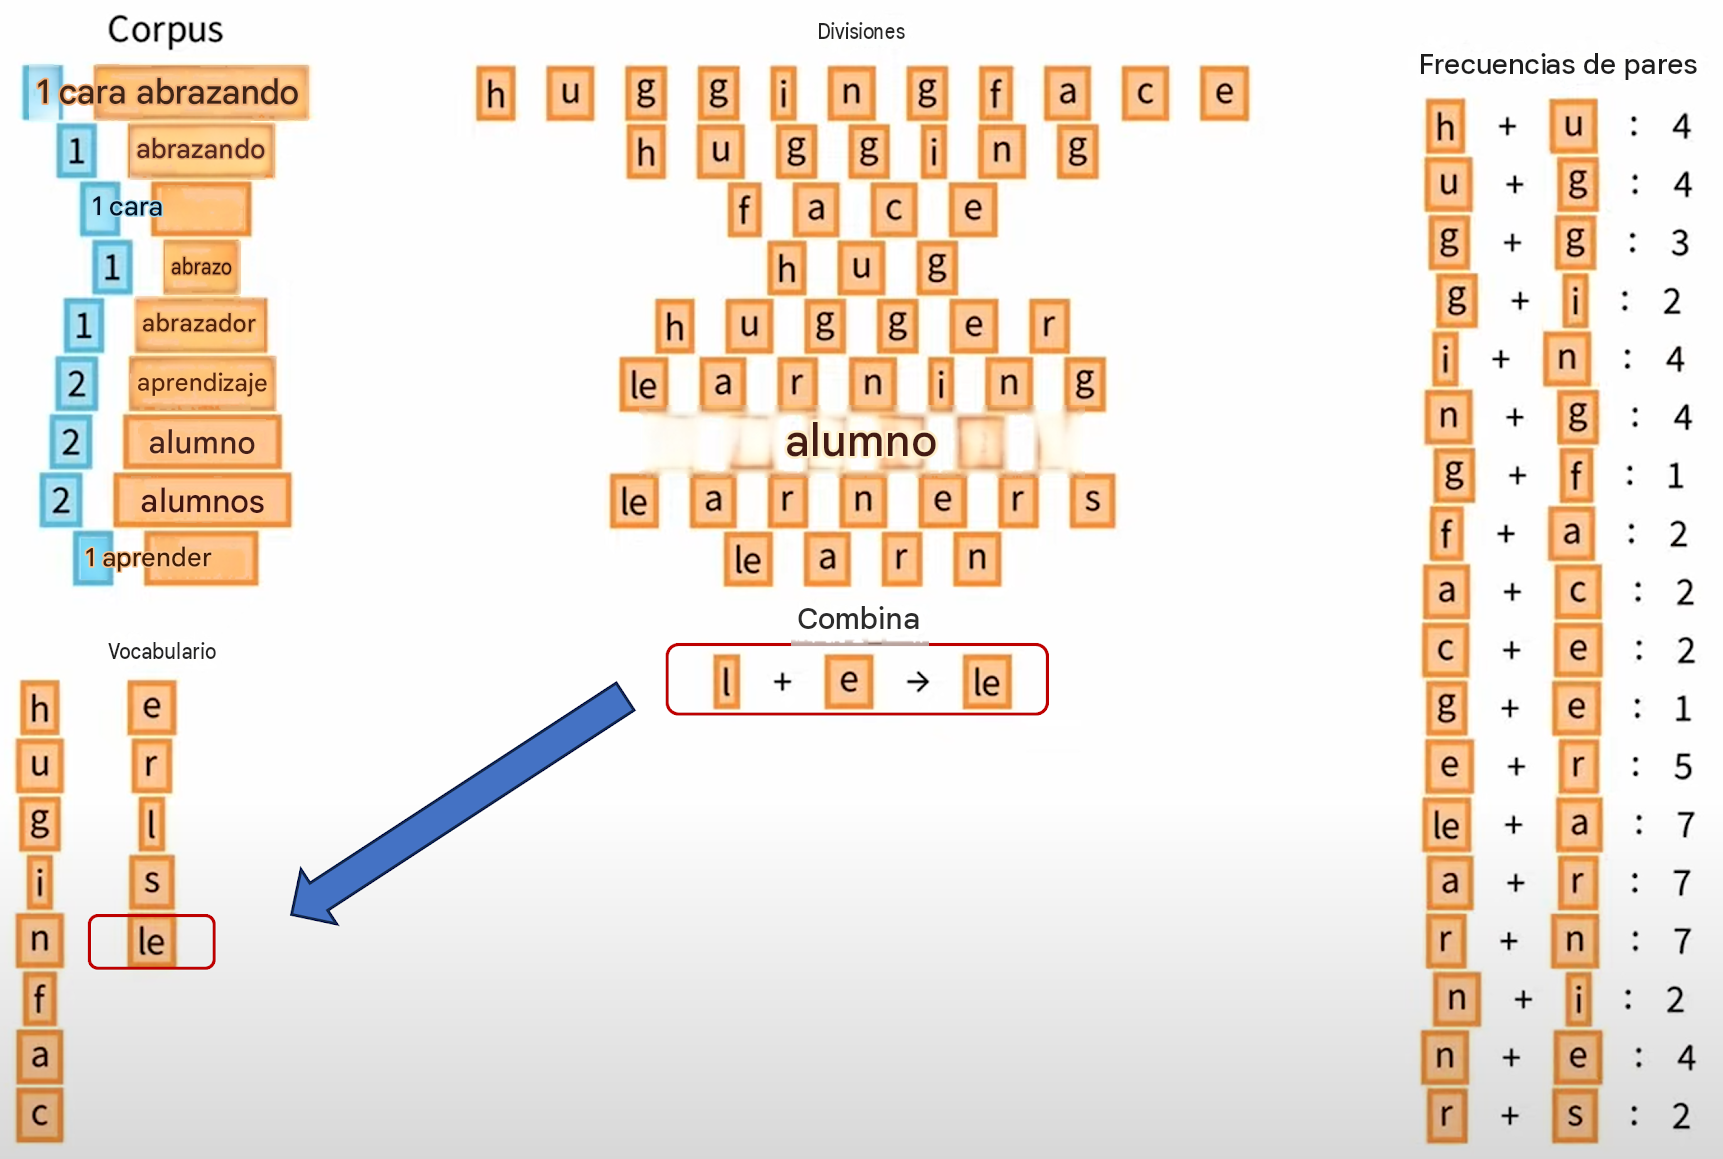 Corpus
1 cara abrazando
1 abrazando
1 cara
1 abrazo
1 abrazador
2 aprendizaje
2 alumno
2 alumnos
1 aprender
Divisiones
h u g g i n g f a c e
h u g g i n g
f a c e
h u g
h u g g e r
le a r n i n g
alumno
le a r n e r s
le a r n
Combina
l + e → le
Vocabulario
h e
u r
g l
i s
n le
f
a
c
Frecuencias de pares
h + u : 4
u + g : 4
g + g : 3
g + i : 2
i + n : 4
n + g : 4
g + f : 1
f + a : 2
a + c : 2
c + e : 2
g + e : 1
e + r : 5
le + a : 7
a + r : 7
r + n : 7
n + i : 2
n + e : 4
r + s : 2